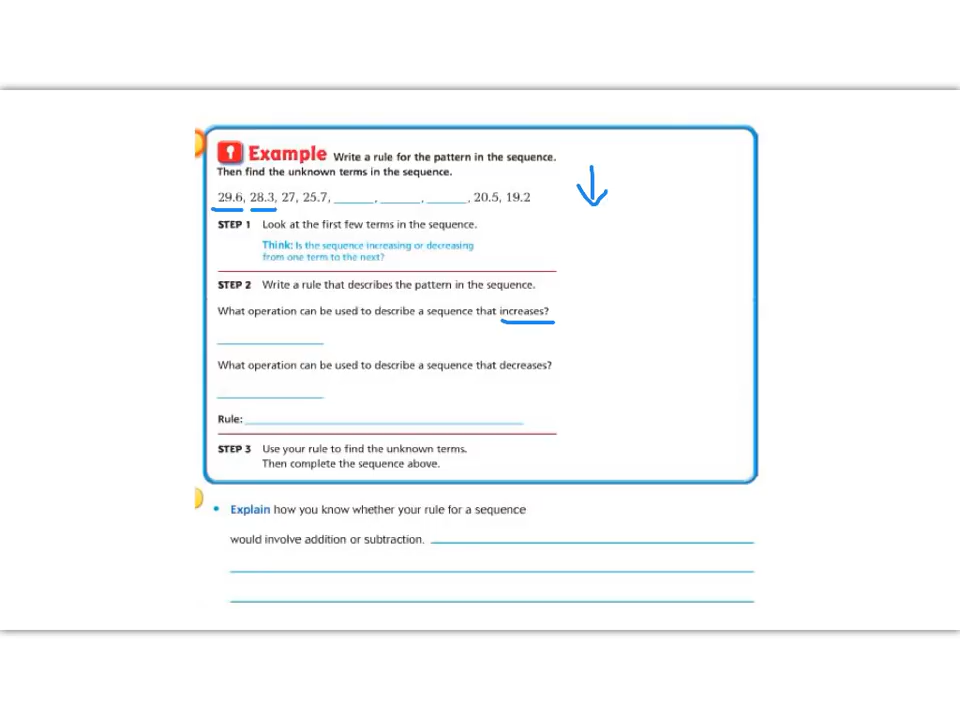 Example Write a rule for the pattern in the sequence.
Then find the unknown terms in the sequence.
29.6, 28.3, 27, 25.7, ______, ______, ______, 20.5, 19.2
STEP 1 Look at the first few terms in the sequence.
Think: Is the sequence increasing or decreasing
from one term to the next?
STEP 2 Write a rule that describes the pattern in the sequence.
What operation can be used to describe a sequence that increases?
What operation can be used to describe a sequence that decreases?
Rule:
STEP 3 Use your rule to find the unknown terms.
Then complete the sequence above.
• Explain how you know whether your rule for a sequence
would involve addition or subtraction.